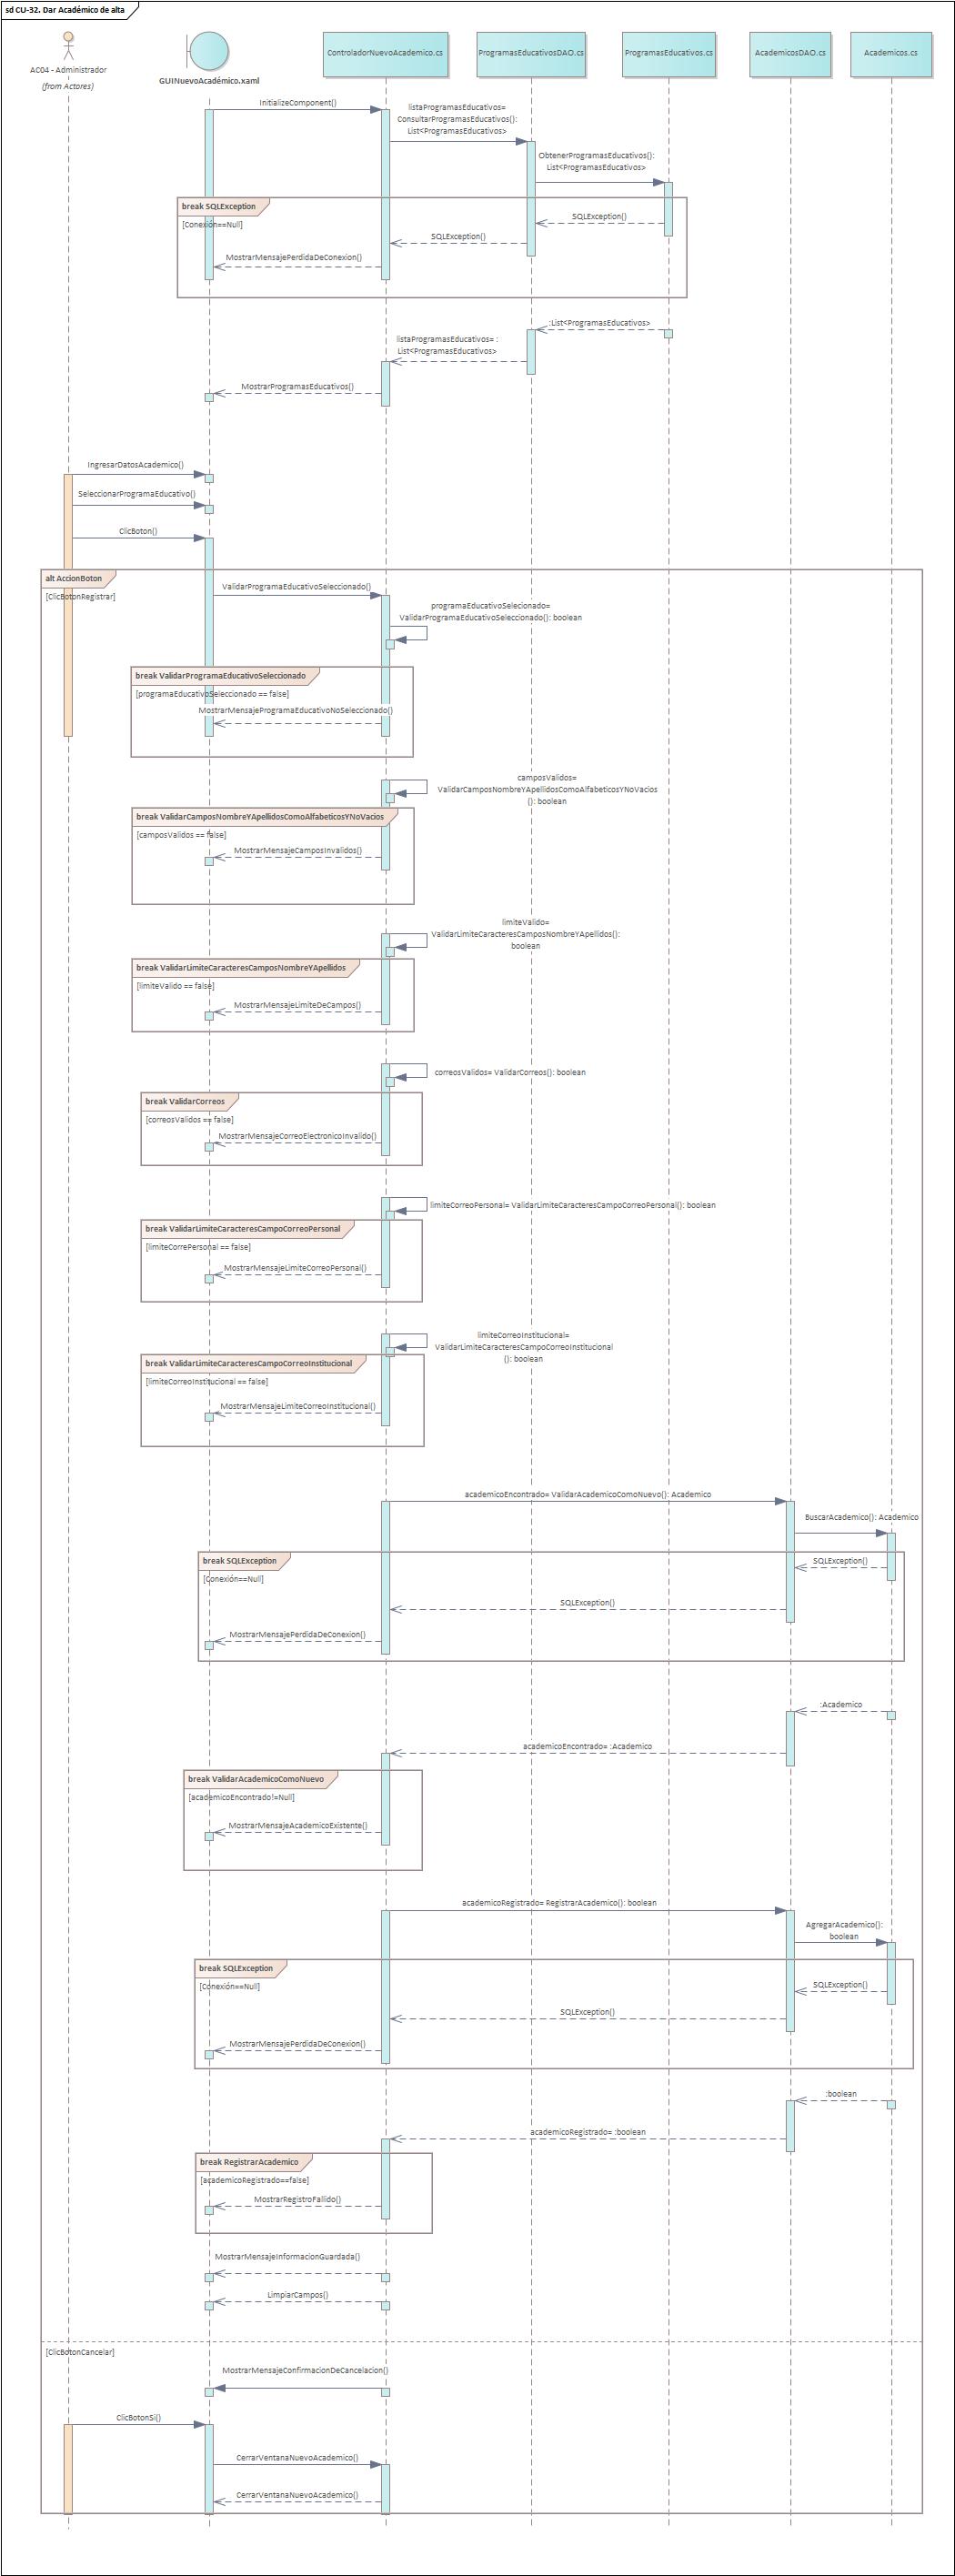 sd CU-32. Dar Académico de alta
AC04 - Administrador
(from Actores)
GUINuevoAcadémico.xaml
ControladorNuevoAcademico.cs
ProgramasEducativosDAO.cs
ProgramasEducativos.cs
AcademicosDAO.cs
Academicos.cs
InitializeComponent()
listaProgramasEducativos=
ConsultarProgramasEducativos():
List<ProgramasEducativos>
ObtenerProgramasEducativos():
List<ProgramasEducativos>
break SQLException
[Conexión==Null]
SQLException()
SQLException()
MostrarMensajePerdidaDeConexion()
:List<ProgramasEducativos>
listaProgramasEducativos= :
List<ProgramasEducativos>
MostrarProgramasEducativos()
IngresarDatosAcademico()
SeleccionarProgramaEducativo()
ClicBoton()
alt AccionBoton
[ClicBotonRegistrar]
ValidarProgramaEducativoSeleccionado()
programaEducativoSelecionado=
ValidarProgramaEducativoSeleccionado(): boolean
break ValidarProgramaEducativoSeleccionado
[programaEducativoSeleccionado == false]
MostrarMensajeProgramaEducativoNoSeleccionado()
camposValidos=
ValidarCamposNombreYApellidosComoAlfabeticosYNoVacios
(): boolean
break ValidarCamposNombreYApellidosComoAlfabeticosYNoVacios
[camposValidos == false]
MostrarMensajeCamposInvalidos()
limiteValido=
ValidarLimiteCaracteresCamposNombreYApellidos():
boolean
break ValidarLimiteCaracteresCamposNombreYApellidos
[limiteValido == false]
MostrarMensajeLimiteDeCampos()
correosValidos= ValidarCorreos(): boolean
break ValidarCorreos
[correosValidos == false]
MostrarMensajeCorreoElectronicoInvalido()
limiteCorreoPersonal= ValidarLimiteCaracteresCampoCorreoPersonal(): boolean
break ValidarLimiteCaracteresCampoCorreoPersonal
[limiteCorrePersonal == false]
MostrarMensajeLimiteCorreoPersonal()
limiteCorreoInstitucional=
ValidarLimiteCaracteresCampoCorreoInstitucional
(): boolean
break ValidarLimiteCaracteresCampoCorreoInstitucional
[limiteCorreoInstitucional == false]
MostrarMensajeLimiteCorreoInstitucional()
academicoEncontrado= ValidarAcademicoComoNuevo(): Academico
BuscarAcademico(): Academico
break SQLException
[Conexión==Null]
SQLException()
SQLException()
MostrarMensajePerdidaDeConexion()
:Academico
academicoEncontrado= :Academico
break ValidarAcademicoComoNuevo
[academicoEncontrado!=Null]
MostrarMensajeAcademicoExistente()
academicoRegistrado= RegistrarAcademico(): boolean
AgregarAcademico():
boolean
break SQLException
[Conexión==Null]
SQLException()
SQLException()
MostrarMensajePerdidaDeConexion()
:boolean
academicoRegistrado= :boolean
break RegistrarAcademico
[academicoRegistrado==false]
MostrarRegistroFallido()
MostrarMensajeInformacionGuardada()
LimpiarCampos()
[ClicBotonCancelar]
MostrarMensajeConfirmacionDeCancelacion()
ClicBotonSi()
CerrarVentanaNuevoAcademico()
CerrarVentanaNuevoAcademico()